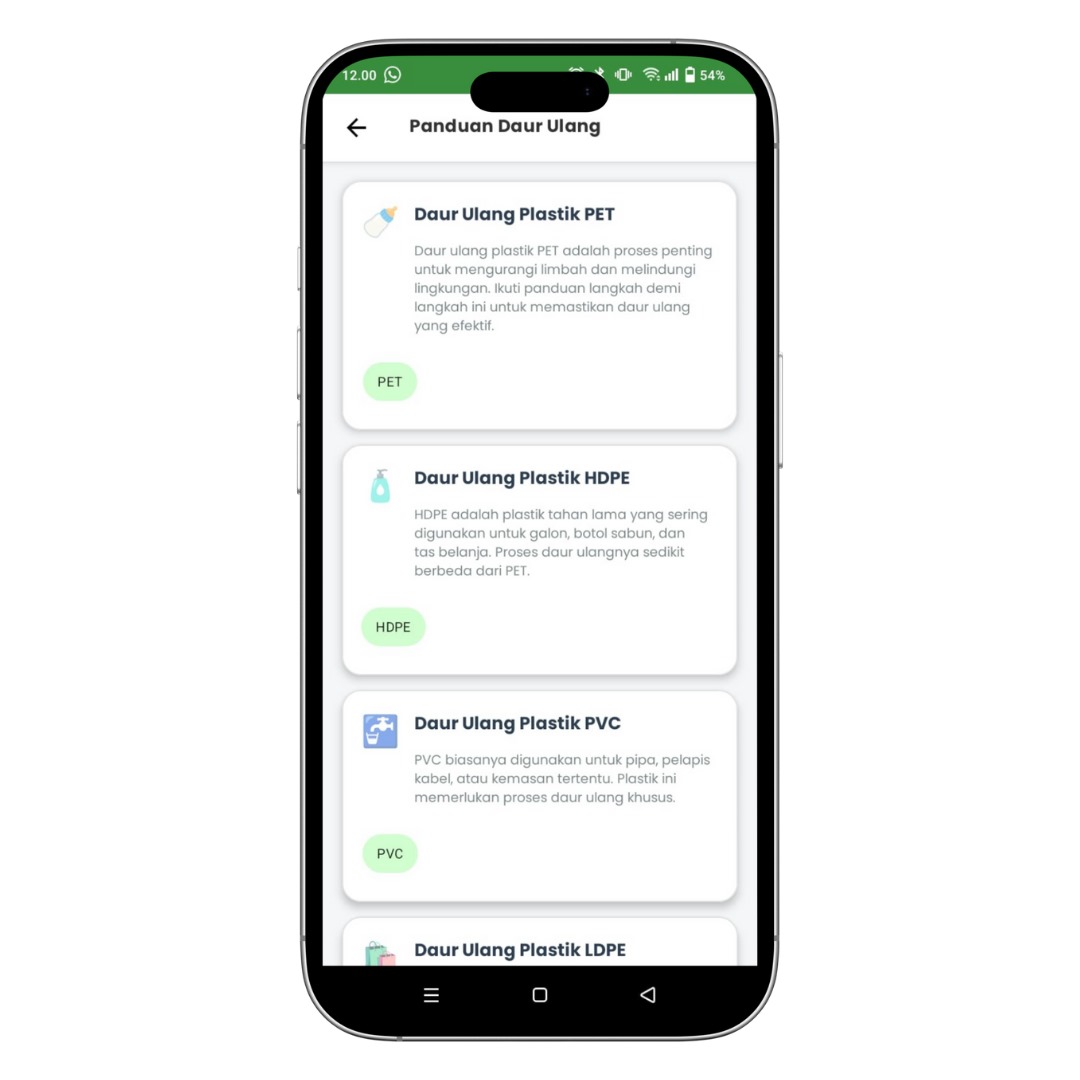 12.00 54%
Panduan Daur Ulang
Daur Ulang Plastik PET
Daur ulang plastik PET adalah proses penting
untuk mengurangi limbah dan melindungi
lingkungan. Ikuti panduan langkah demi
langkah ini untuk memastikan daur ulang
yang efektif.
PET
Daur Ulang Plastik HDPE
HDPE adalah plastik tahan lama yang sering
digunakan untuk galon, botol sabun, dan
tas belanja. Proses daur ulangnya sedikit
berbeda dari PET.
HDPE
Daur Ulang Plastik PVC
PVC biasanya digunakan untuk pipa, pelapis
kabel, atau kemasan tertentu. Plastik ini
memerlukan proses daur ulang khusus.
PVC
Daur Ulang Plastik LDPE